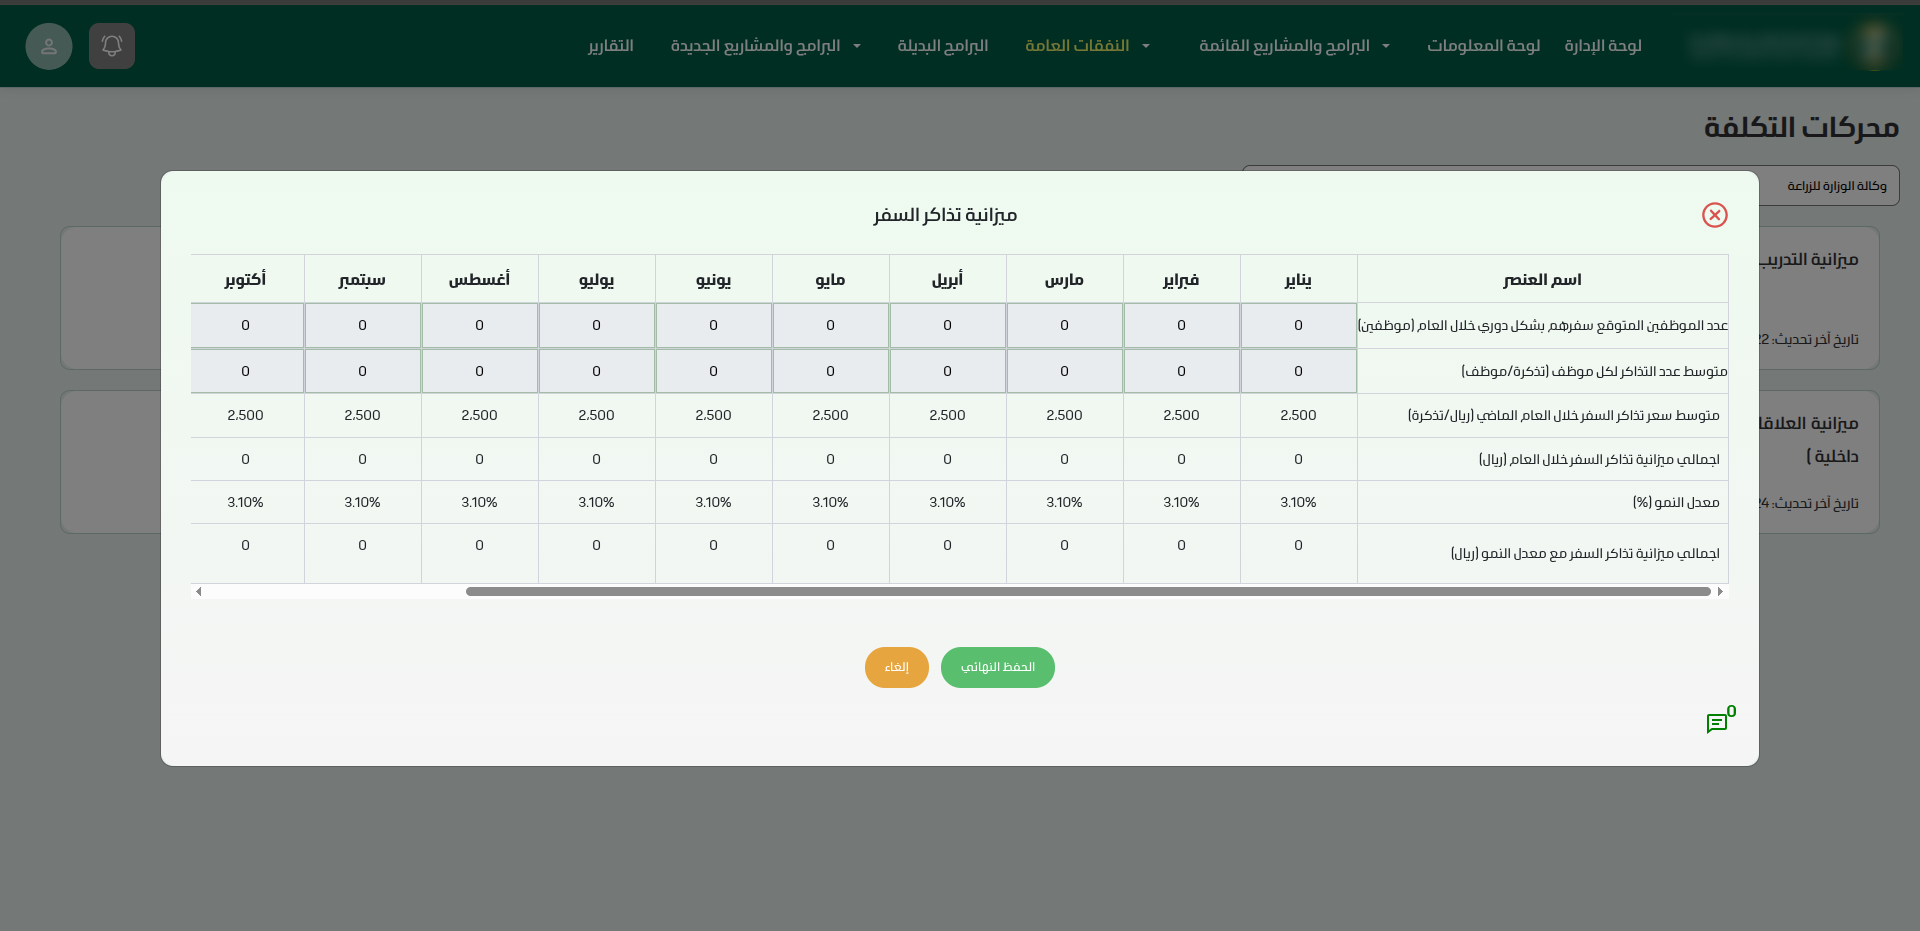 لوحة الإدارة
لوحة المعلومات
البرامج والمشاريع القائمة
النفقات العامة
البرامج البديلة
البرامج والمشاريع الجديدة
التقارير
محركات التكلفة
وكالة الوزارة للزراعة
ميزانية التدريب
تاريخ آخر تحديث: 22
ميزانية العلاقا
داخلية )
تاريخ آخر تحديث: 24
ميزانية تذاكر السفر
اسم العنصر يناير فبراير مارس أبريل مايو يونيو يوليو أغسطس سبتمبر أكتوبر
عدد الموظفين المتوقع سفرهم بشكل دوري خلال العام (موظفين) 0 0 0 0 0 0 0 0 0 0
متوسط عدد التذاكر لكل موظف (تذكرة/موظف) 0 0 0 0 0 0 0 0 0 0
متوسط سعر تذاكر السفر خلال العام الماضي (ريال/تذكرة) 2,500 2,500 2,500 2,500 2,500 2,500 2,500 2,500 2,500 2,500
اجمالي ميزانية تذاكر السفر خلال العام (ريال) 0 0 0 0 0 0 0 0 0 0
معدل النمو (%) 3.10% 3.10% 3.10% 3.10% 3.10% 3.10% 3.10% 3.10% 3.10% 3.10%
اجمالي ميزانية تذاكر السفر مع معدل النمو (ريال) 0 0 0 0 0 0 0 0 0 0
الحفظ النهائي
إلغاء
0